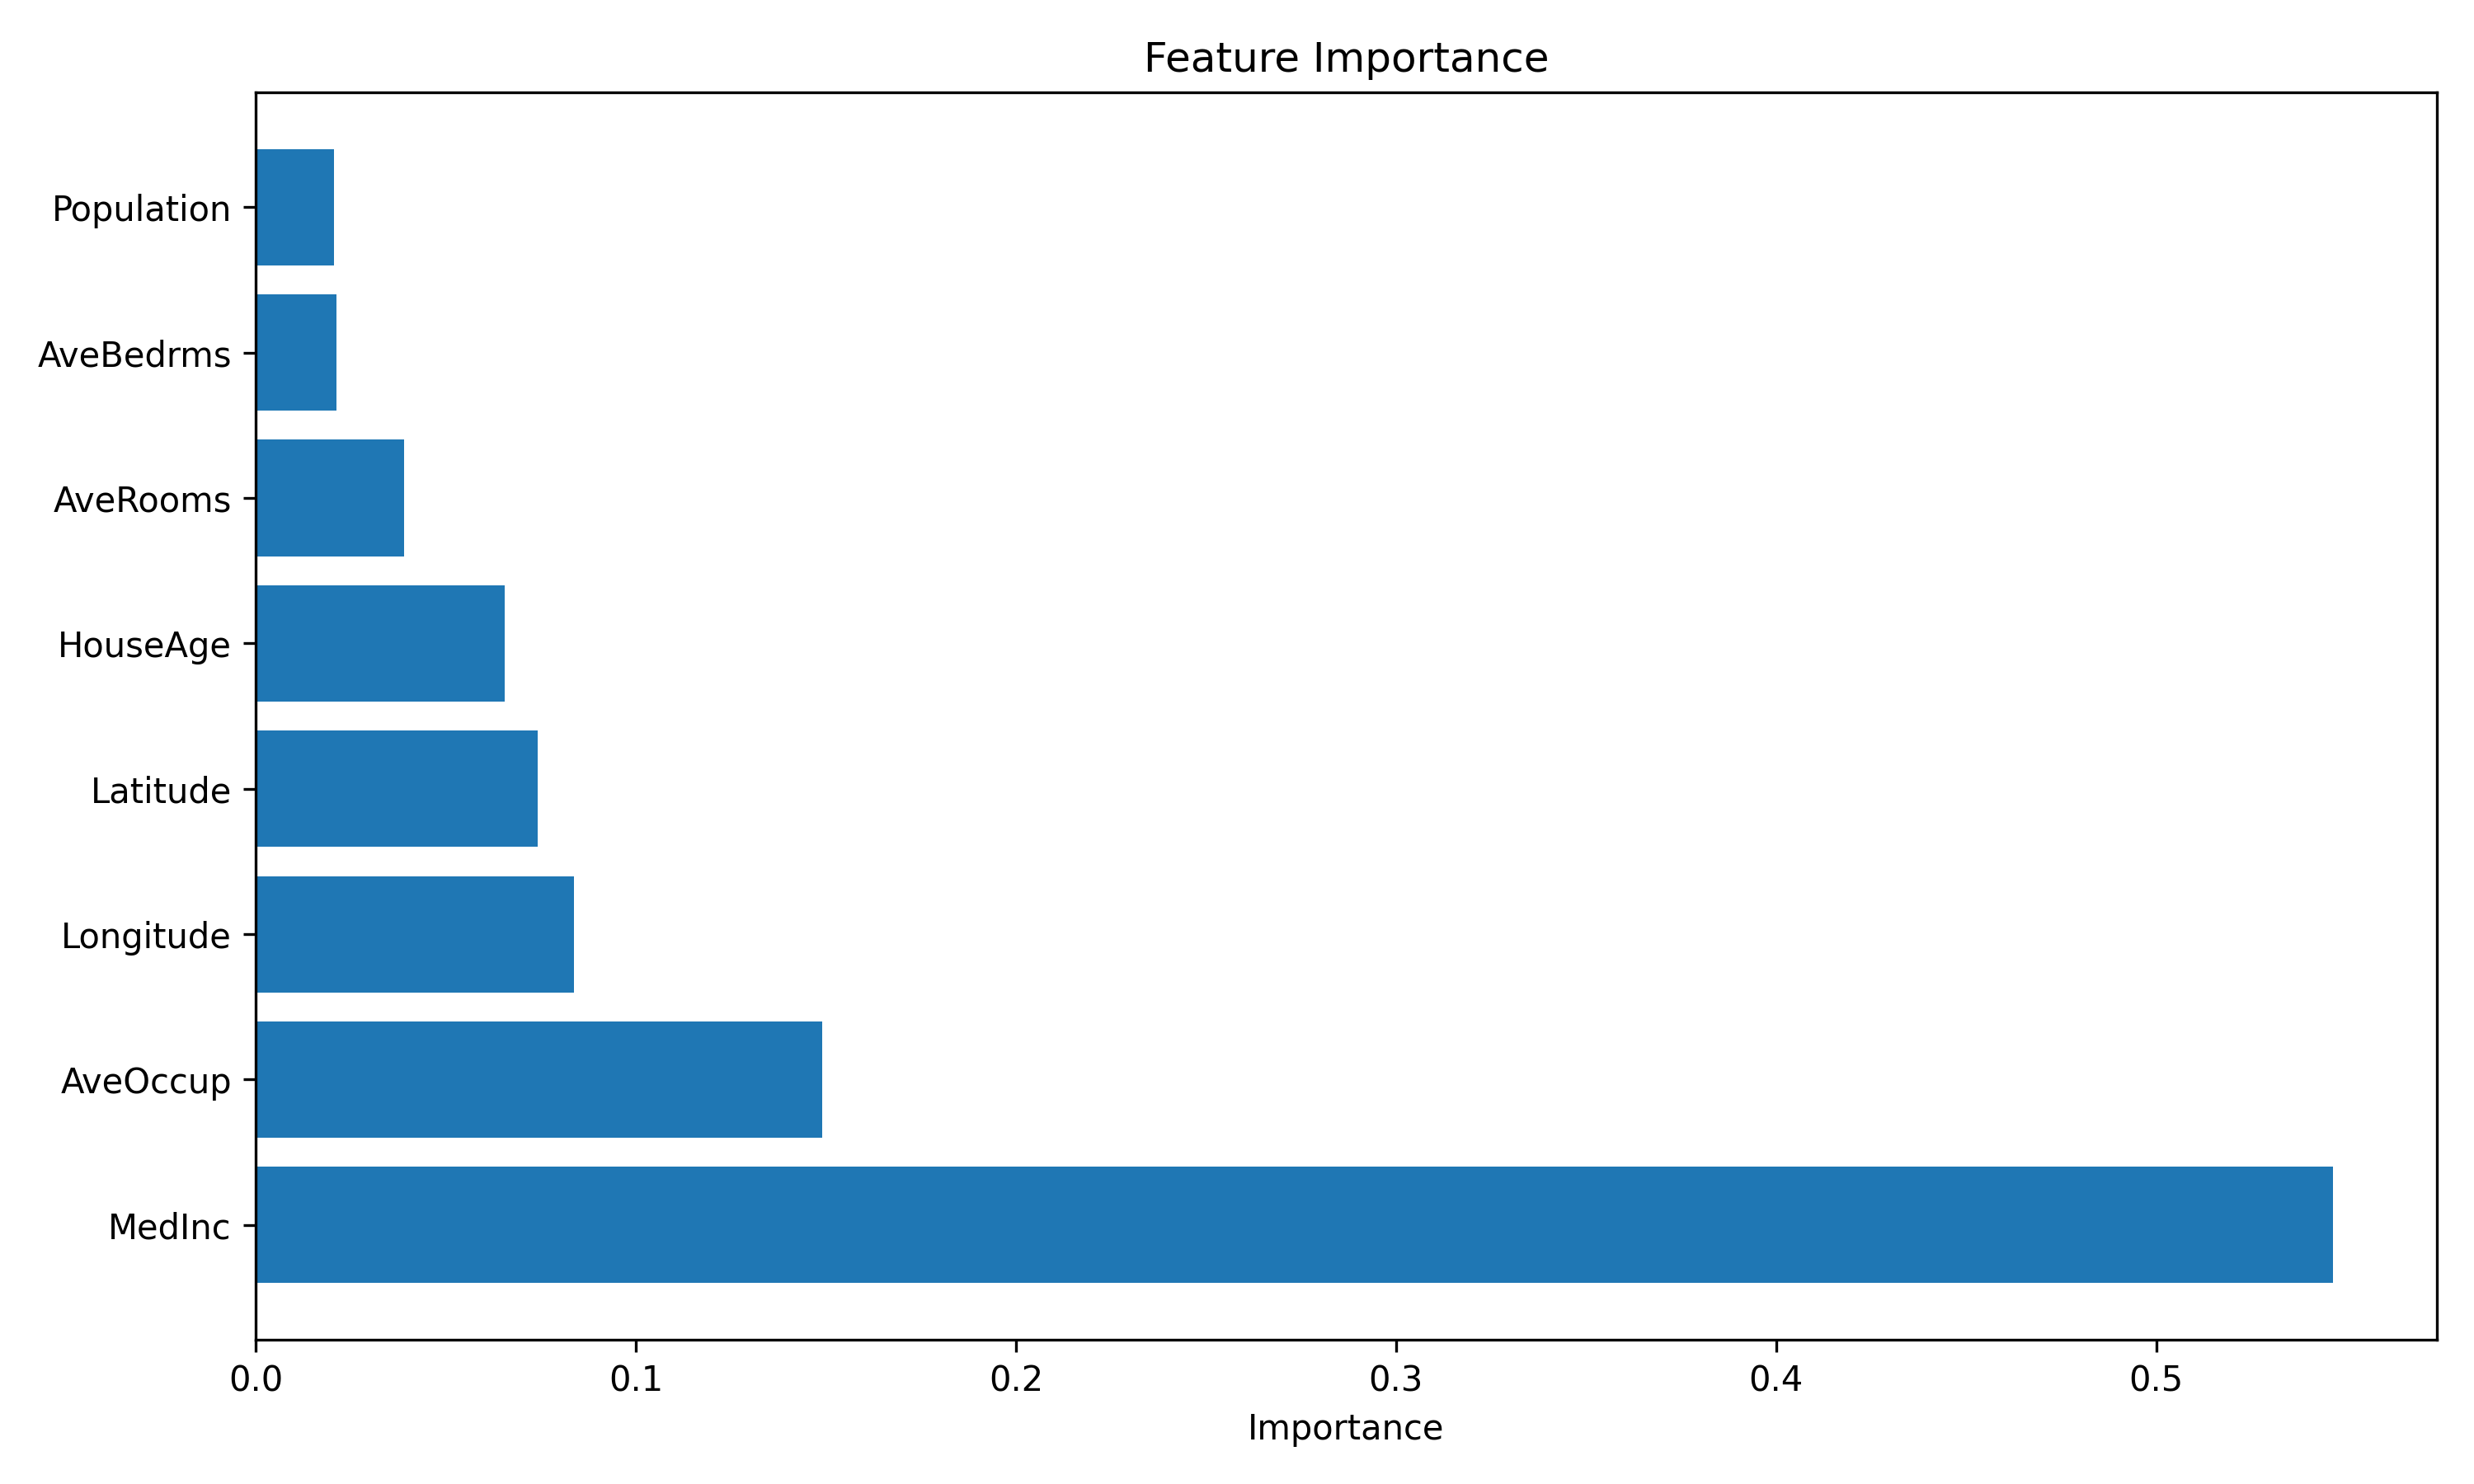 Feature Importance
Population
AveBedrms
AveRooms
HouseAge
Latitude
Longitude
AveOccup
MedInc
0.0 0.1 0.2 0.3 0.4 0.5
Importance